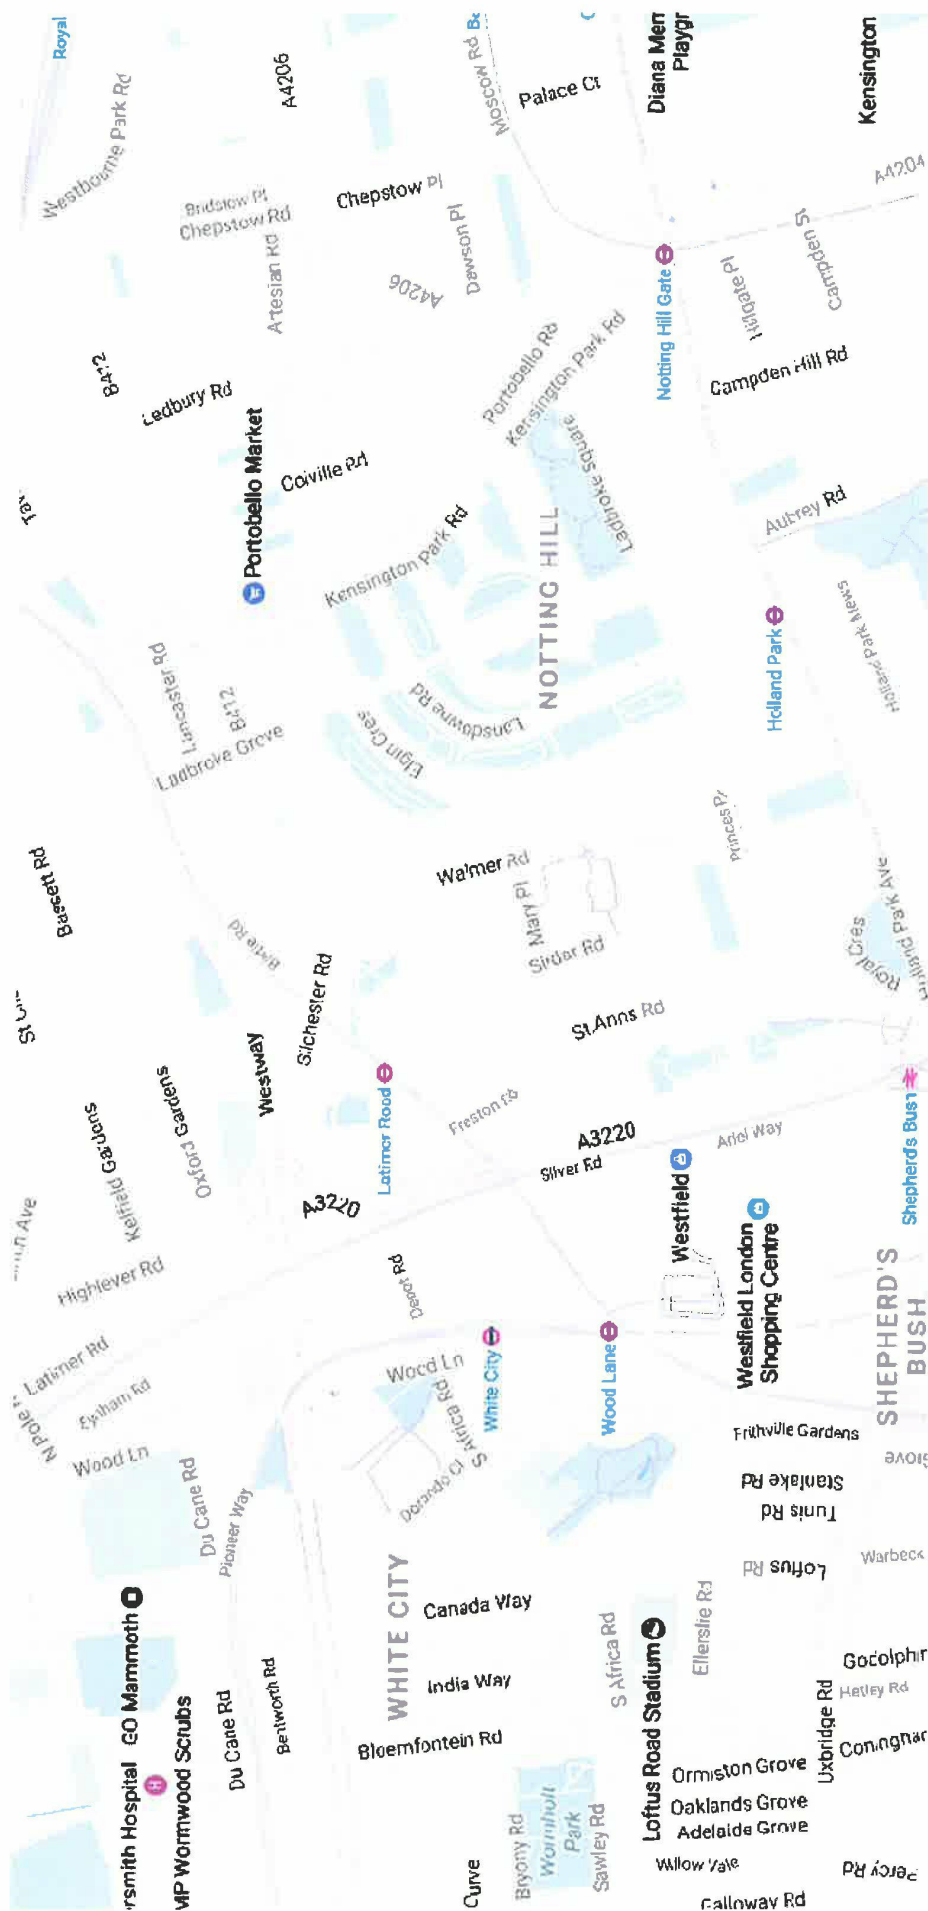 Royal
Westbourne Park Rd
A4206
Moscow Rd
Palace Ct
Diana Mem
Playgr
Kensington
Bridstow Pl
Chepstow Rd
Chepstow Pl
A4204
Artesian Rd
A4206
Dawson Pl
Notting Hill Gate
Hillgate Pl
Campden St
B412
Ledbury Rd
Portobello Rd
Kensington Park Rd
Campden Hill Rd
Portobello Market
Colville Rd
Ladbroke Square
Aubrey Rd
Kensington Park Rd
NOTTING HILL
Holland Park
Holland Park Mews
Lancaster Rd
B412
Ladbroke Grove
Elgin Cres
Lansdowne Rd
Princes Pl
Bassett Rd
Walmer Rd
Mary Pl
Sirdar Rd
Royal Cres
Holland Park Ave
Silchester Rd
St Anns Rd
Westway
Latimer Road
Freston Rd
Kelfield Gardens
Oxford Gardens
A3220
A3220
Silver Rd
Ariel Way
Westfield
Shepherd's Bush
Highlever Rd
Depot Rd
Westfield London
Shopping Centre
SHEPHERD'S
BUSH
Latimer Rd
Eynham Rd
Wood Ln
White City
Wood Lane
Wood Ln
S Africa Rd
Dorando Cl
Frithville Gardens
Stanlake Rd
Tunis Rd
Du Cane Rd
Pioneer Way
Loftus Rd
Warbeck
GO Mammoth
WHITE CITY
Canada Way
S Africa Rd
Loftus Road Stadium
Ellerslie Rd
India Way
Godolphin
Hetley Rd
ersmith Hospital
H
MP Wormwood Scrubs
Du Cane Rd
Bentworth Rd
Bloemfontein Rd
Uxbridge Rd
Coninghar
Ormiston Grove
Oaklands Grove
Adelaide Grove
Curve
Bryony Rd
Wormholt
Park
Sawley Rd
Willow Vale
Galloway Rd
Percy Rd